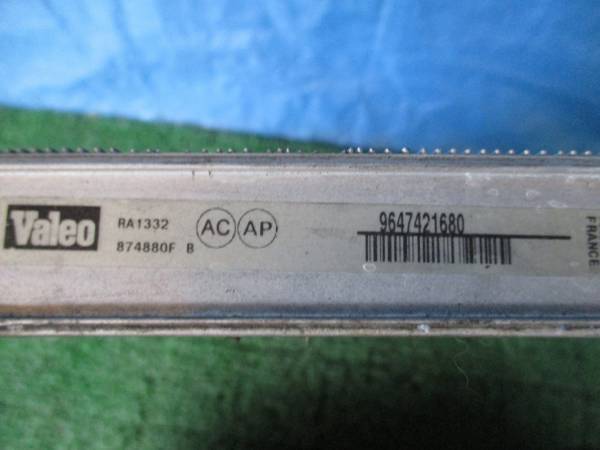 Valeo
RA1332
874880F B
AC AP
9647421680
FRANCE